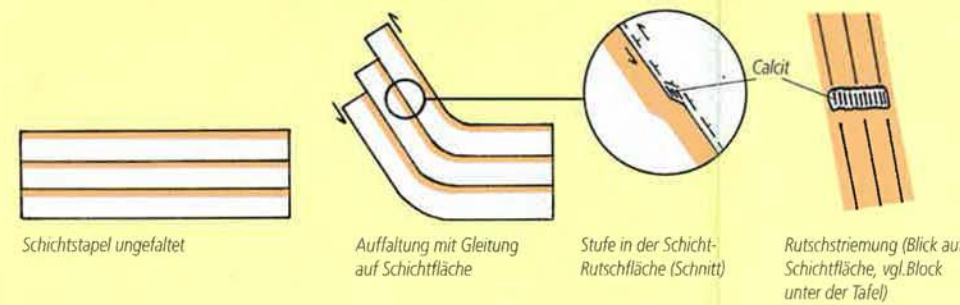 Calcit
Schichtstapel ungefaltet
Auffaltung mit Gleitung
auf Schichtfläche
Stufe in der Schicht-
Rutschfläche (Schnitt)
Rutschstriemung (Blick auf
Schichtfläche, vgl.Block
unter der Tafel)